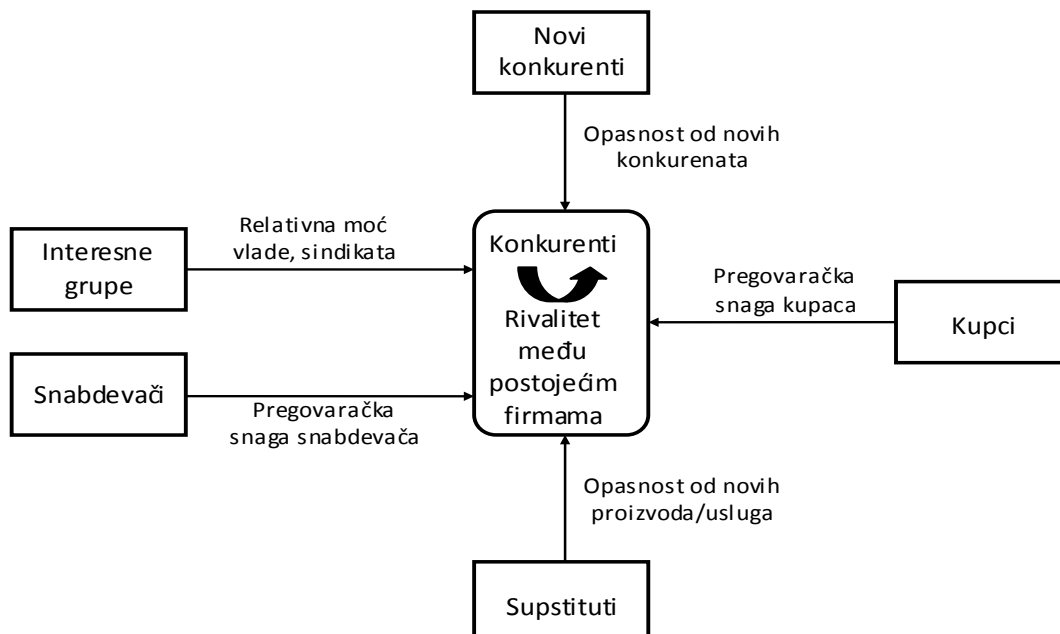 Novi
konkurenti
Opasnost od novih
konkurenata
Relativna moć
vlade, sindikata
Interesne
grupe
Konkurenti
Rivalitet
među
postojećim
firmama
Pregovaračka
snaga kupaca
Kupci
Snabdevači
Pregovaračka
snaga snabdevača
Opasnost od novih
proizvoda/usluga
Supstituti